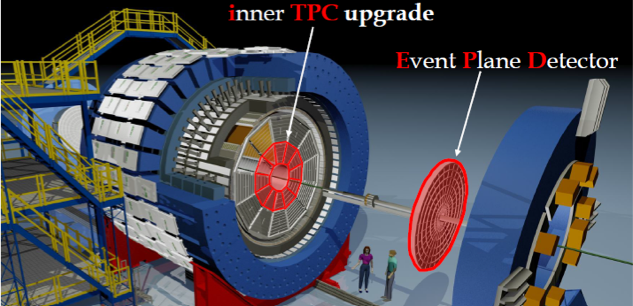 inner TPC upgrade
Event Plane Detector